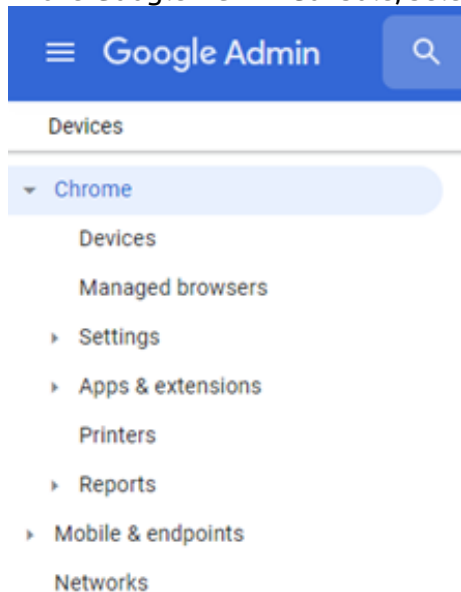 Google Admin
Devices
Chrome
Devices
Managed browsers
Settings
Apps & extensions
Printers
Reports
Mobile & endpoints
Networks